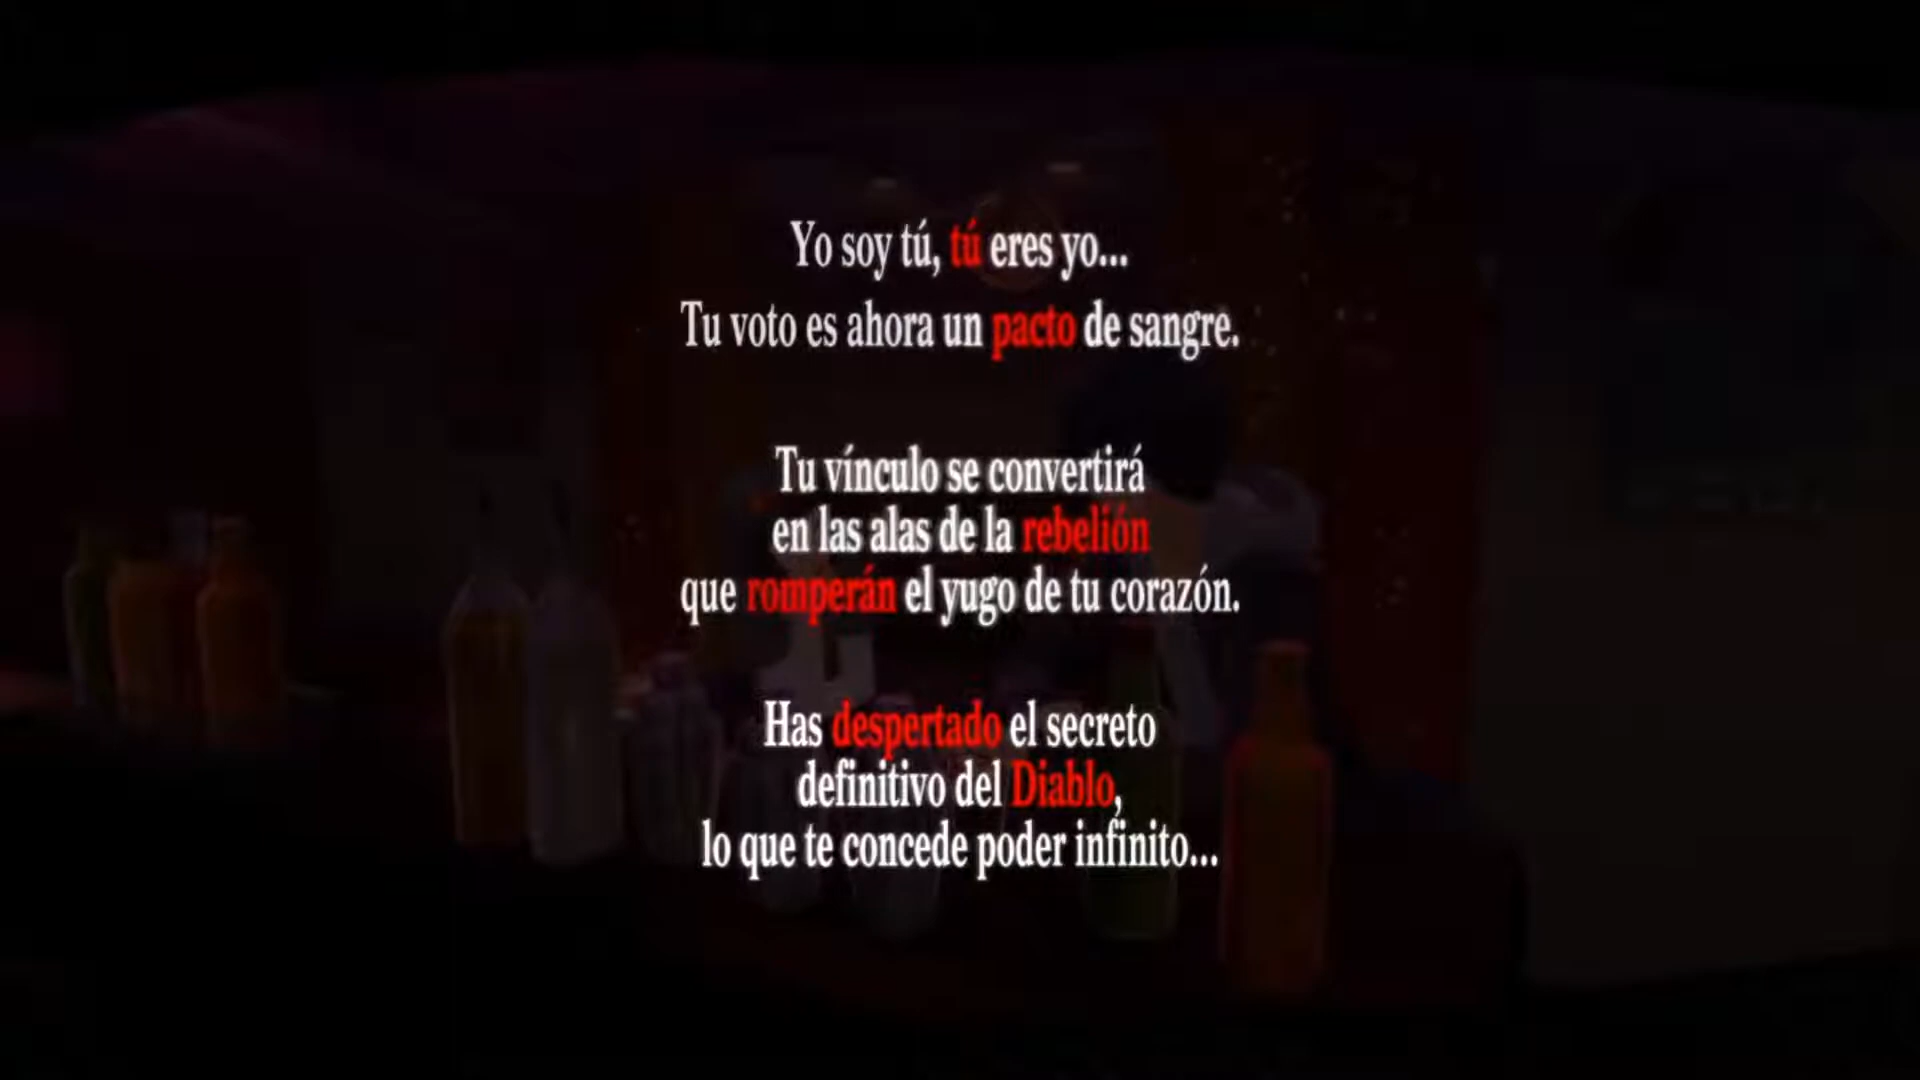 Yo soy tú, tú eres yo...
Tu voto es ahora un pacto de sangre.
Tu vínculo se convertirá
en las alas de la rebelión
que romperán el yugo de tu corazón.
Has despertado el secreto
definitivo del Diablo,
lo que te concede poder infinito...